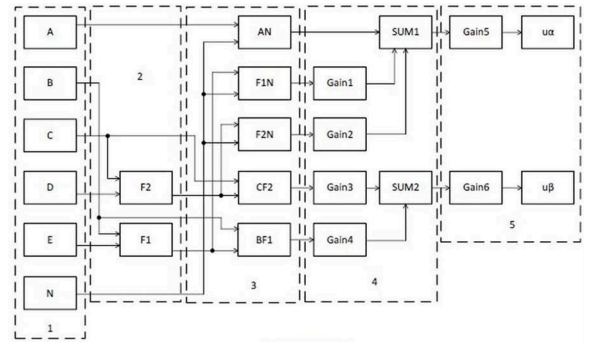 A AN SUM1 Gain5 uα
B 2 F1N Gain1
C F2N Gain2
D F2 CF2 Gain3 SUM2 Gain6 uβ
E F1 BF1 Gain4 5
N 3 4
1